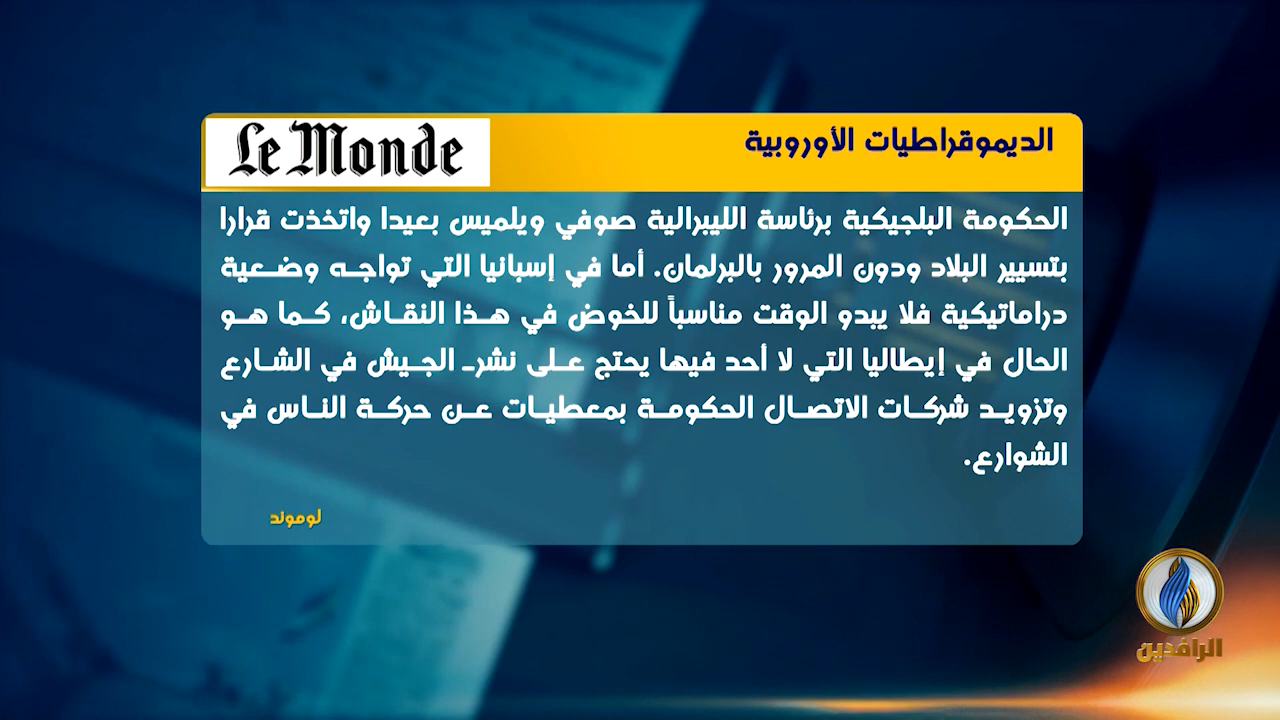 Le Monde
الديموقراطيات الأوروبية
الحكومة البلجيكية برئاسة الليبرالية صوفي ويلميس بعيدا واتخذت قرارا
بتسيير البلاد ودون المرور بالبرلمان. أما في إسبانيا التي تواجه وضعية
دراماتيكية فلا يبدو الوقت مناسباً للخوض في هذا النقاش، كما هو
الحال في إيطاليا التي لا أحد فيها يحتج على نشر الجيش في الشارع
وتزويد شركات الاتصال الحكومة بمعطيات عن حركة الناس في
الشوارع.
لوموند
الرافدين